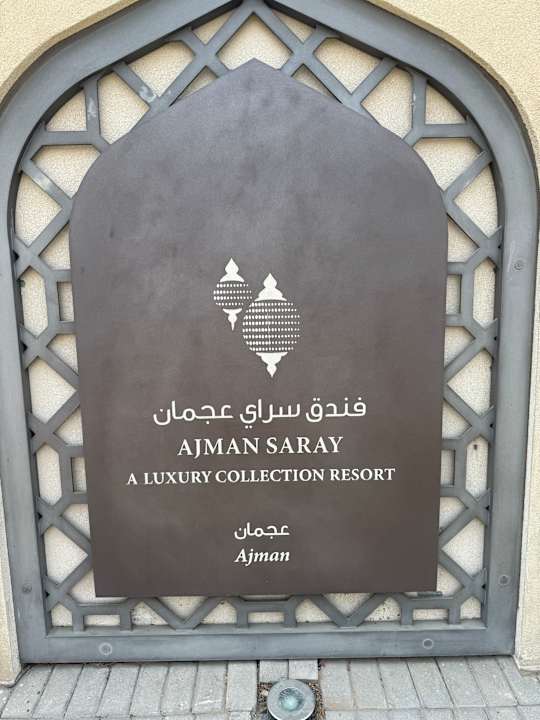 فندق سراي عجمان
AJMAN SARAY
A LUXURY COLLECTION RESORT
عجمان
Ajman